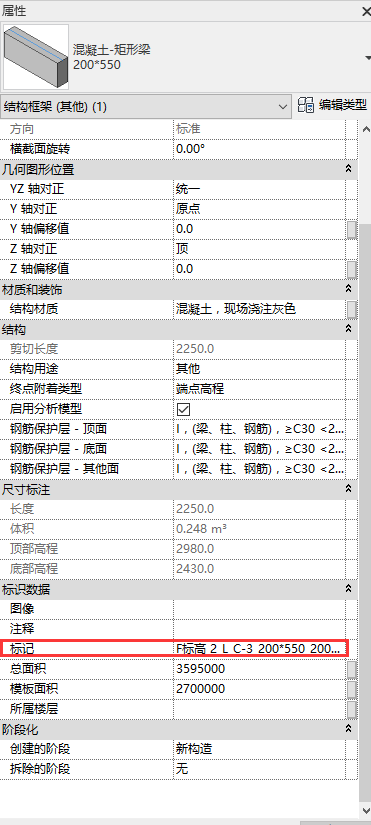 属性
混凝土-矩形梁
200*550
结构框架 (其他) (1)
编辑类型
方向 标准
横截面旋转 0.00°
几何图形位置
YZ 轴对正 统一
Y 轴对正 原点
Y 轴偏移值 0.0
Z 轴对正 顶
Z 轴偏移值 0.0
材质和装饰
结构材质 混凝土，现场浇注灰色
结构
剪切长度 2250.0
结构用途 其他
终点附着类型 端点高程
启用分析模型
钢筋保护层 - 顶面 I，(梁、柱、钢筋)，≥C30 <2...
钢筋保护层 - 底面 I，(梁、柱、钢筋)，≥C30 <2...
钢筋保护层 - 其他面 I，(梁、柱、钢筋)，≥C30 <2...
尺寸标注
长度 2250.0
体积 0.248 m³
顶部高程 2980.0
底部高程 2430.0
标识数据
图像
注释
标记 F标高 2 L C-3 200*550 200...
总面积 3595000
模板面积 2700000
所属楼层
阶段化
创建的阶段 新构造
拆除的阶段 无